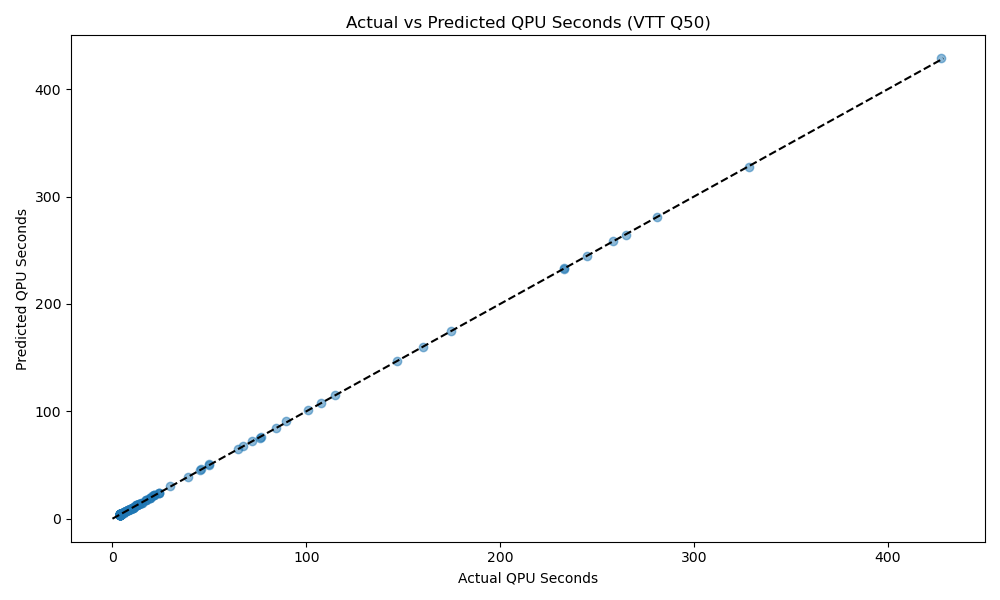 Actual vs Predicted QPU Seconds (VTT Q50)
Predicted QPU Seconds
400
300
200
100
0
0 100 200 300 400
Actual QPU Seconds